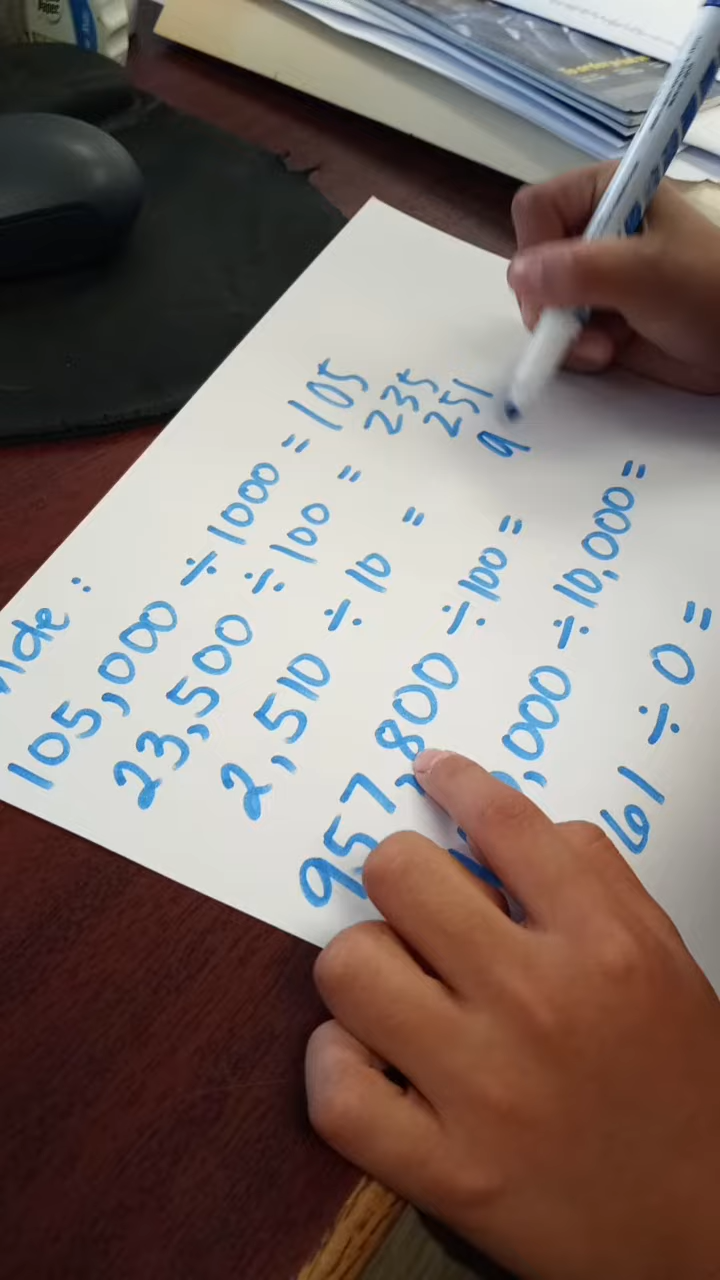 105,000 ÷ 1000 = 105
23,500 ÷ 100 = 235
2,510 ÷ 10 = 251
957,800 ÷ 100 = 9
,000 ÷ 10,000 =
61 ÷ 0 =